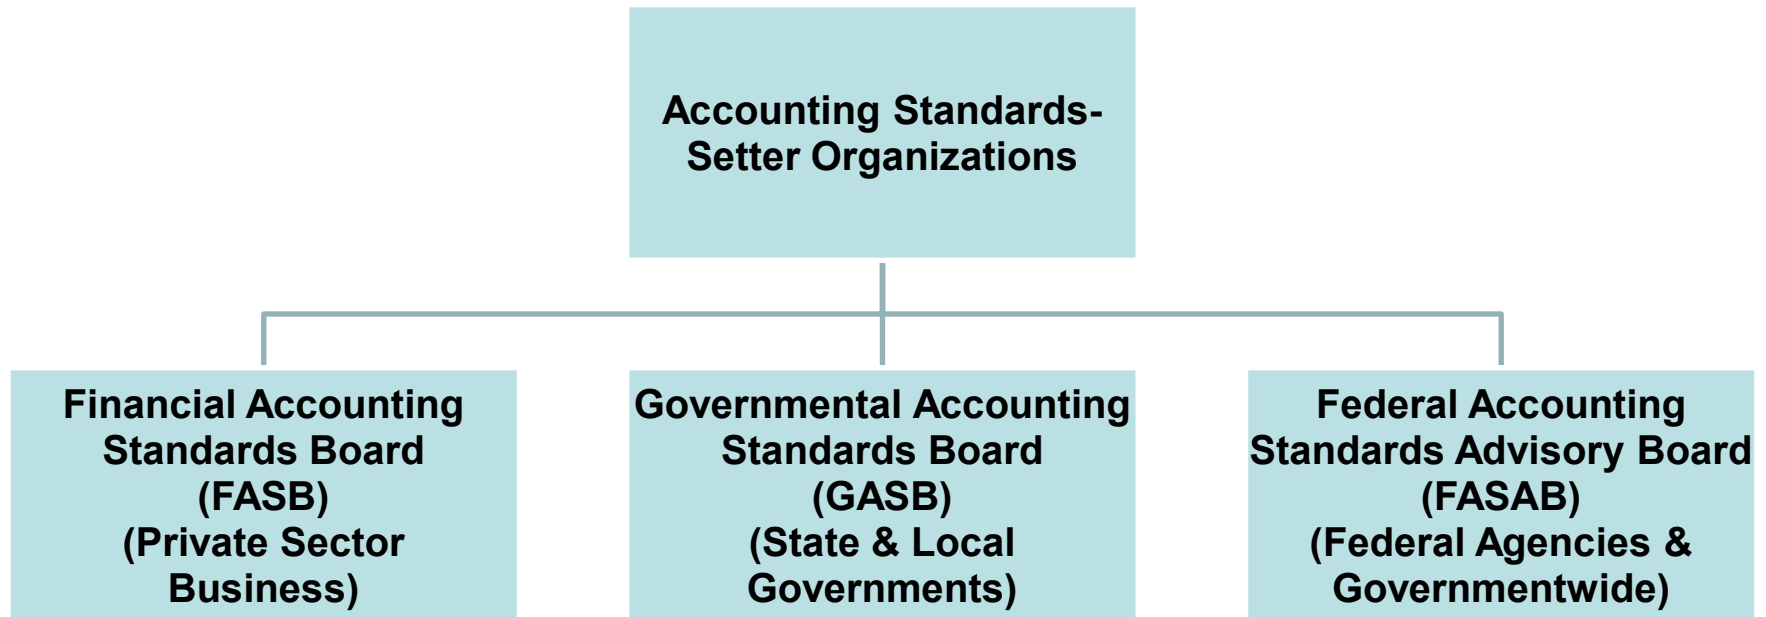 Accounting Standards-
Setter Organizations
Financial Accounting
Standards Board
(FASB)
(Private Sector
Business)
Governmental Accounting
Standards Board
(GASB)
(State & Local
Governments)
Federal Accounting
Standards Advisory Board
(FASAB)
(Federal Agencies &
Governmentwide)